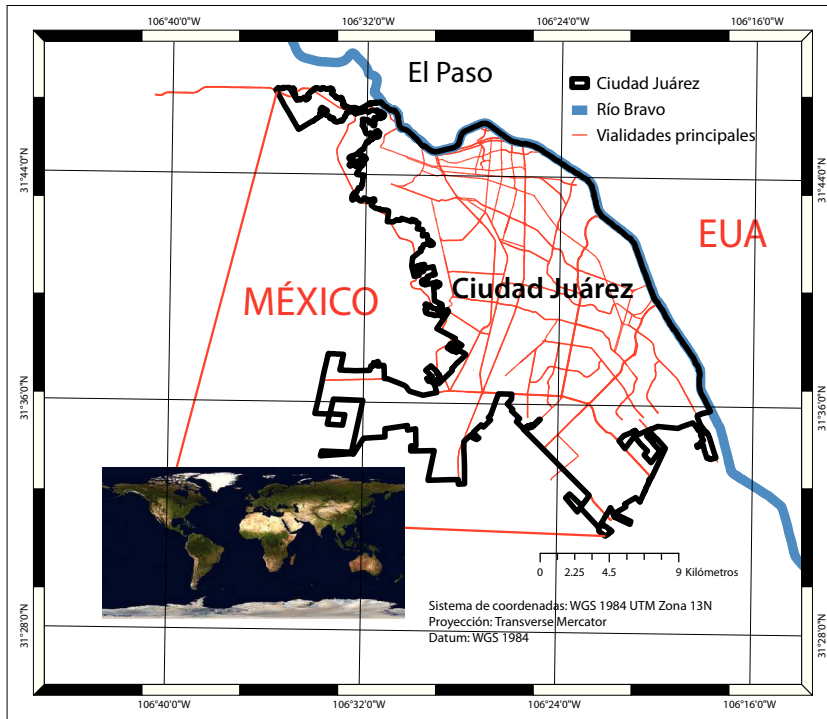 106°40'0"O 106°32'0"O 106°24'0"O 106°16'0"O
El Paso
Ciudad Juárez
Río Bravo
Vialidades principales
31°44'0"N 31°44'0"N
EUA
Ciudad Juárez
MÉXICO
31°36'0"N 31°36'0"N
0 2.25 4.5 9 Kilómetros
Sistema de coordenadas: WGS 1984 UTM Zona 13N
Proyección: Transverse Mercator
Datum: WGS 1984
31°28'0"N 31°28'0"N
106°40'0"O 106°32'0"O 106°24'0"O 106°16'0"O